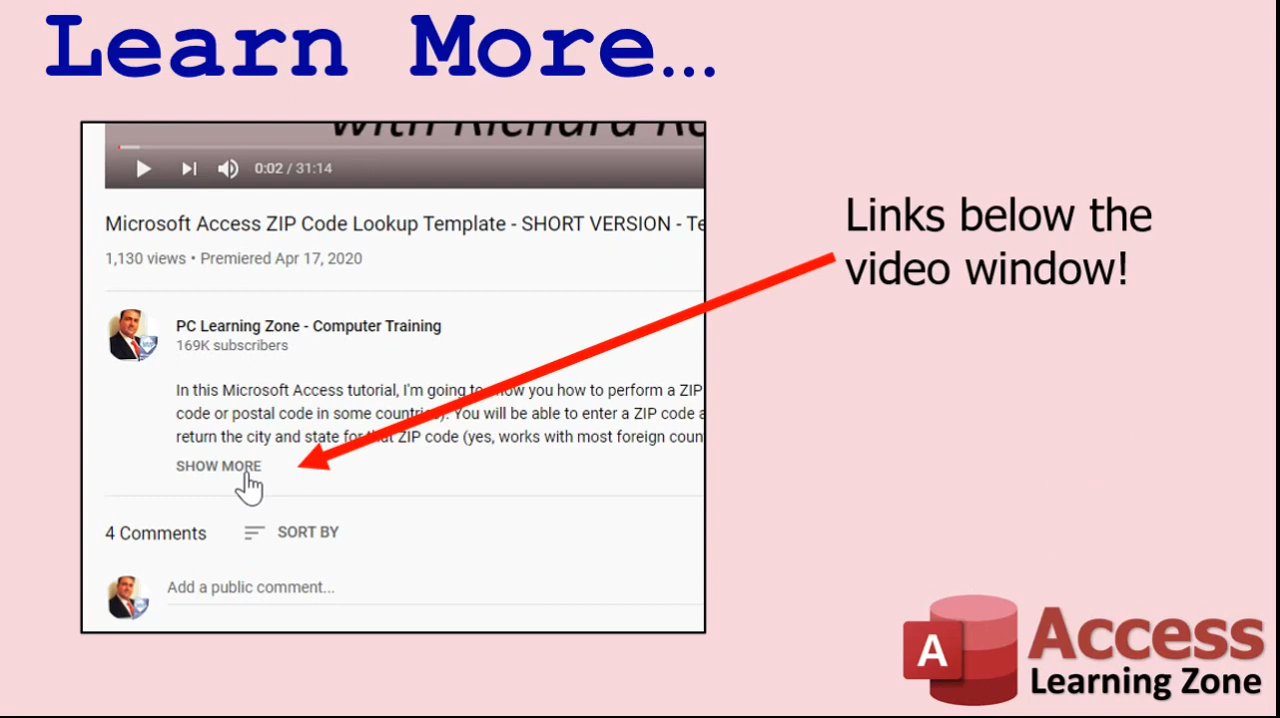 Learn More...
with Richard
0:02 / 31:14
Microsoft Access ZIP Code Lookup Template - SHORT VERSION - Te
1,130 views • Premiered Apr 17, 2020
Links below the
video window!
PC Learning Zone - Computer Training
169K subscribers
In this Microsoft Access tutorial, I'm going to show you how to perform a ZIP
code or postal code in some countries). You will be able to enter a ZIP code a
return the city and state for that ZIP code (yes, works with most foreign coun
SHOW MORE
4 Comments SORT BY
Add a public comment...
A
Access
Learning Zone